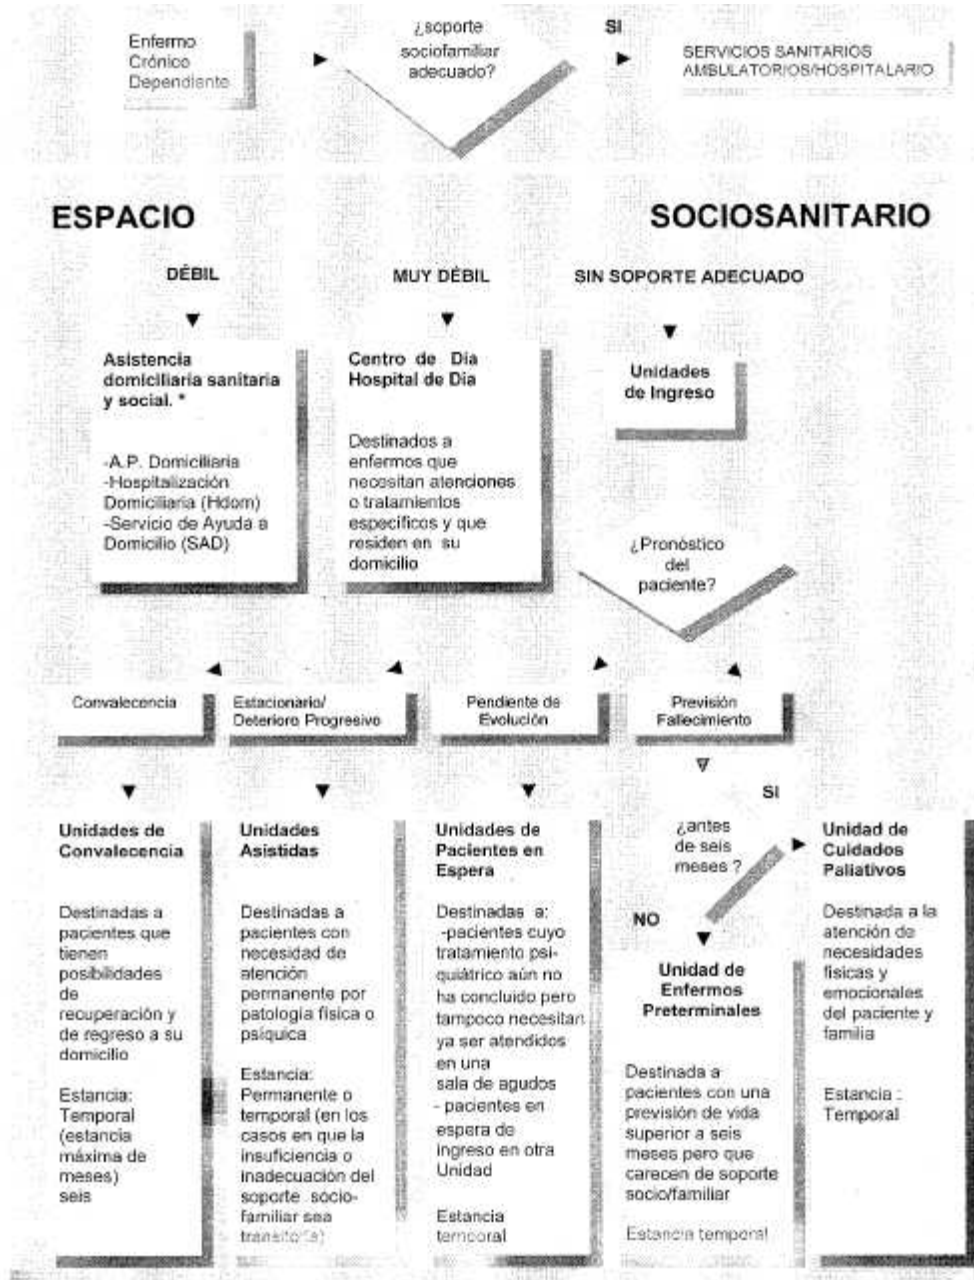 Enfermo
Crónico
Dependiente
¿soporte
sociofamiliar
adecuado?
SI
SERVICIOS SANITARIOS
AMBULATORIOS/HOSPITALARIO
ESPACIO
SOCIOSANITARIO
DÉBIL
MUY DÉBIL
SIN SOPORTE ADECUADO
Asistencia
domiciliaria sanitaria
y social. *
-A.P. Domiciliaria
-Hospitalización
Domiciliaria (Hdom)
-Servicio de Ayuda a
Domicilio (SAD)
Centro de Dia
Hospital de Dia
Destinados a
enfermos que
necesitan atenciones
o tratamientos
especificos y que
residen en su
domicilio
Unidades
de Ingreso
¿Pronóstico
del
paciente?
Convalecencia
Estacionario/
Deterioro Progresivo
Pendiente de
Evolución
Previsión
Fallecimiento
Unidades de
Convalecencia
Destinadas a
pacientes que
tienen
posibilidades
de
recuperación y
de regreso a su
domicilio
Estancia:
Temporal
(estancia
máxima de
meses)
seis
Unidades
Asistidas
Destinadas a
pacientes con
necesidad de
atención
permanente por
patología física o
psíquica
Estancia:
Permanente o
temporal (en los
casos en que la
insuficiencia o
inadecuación del
soporte socio-
familiar sea
transitoria)
Unidades de
Pacientes en
Espera
Destinadas a:
-pacientes cuyo
tratamiento psi-
quiátrico aún no
ha concluido pero
tampoco necesitan
ya ser atendidos
en una
sala de agudos
- pacientes en
espera de
ingreso en otra
Unidad
Estancia
temporal
¿antes
de seis
meses ?
SI
NO
Unidad de
Enfermos
Preterminales
Destinada a
pacientes con una
previsión de vida
superior a seis
meses pero que
carecen de soporte
socio/familiar
Estancia temporal
Unidad de
Cuidados
Paliativos
Destinada a la
atención de
necesidades
físicas y
emocionales
del paciente y
familia
Estancia :
Temporal